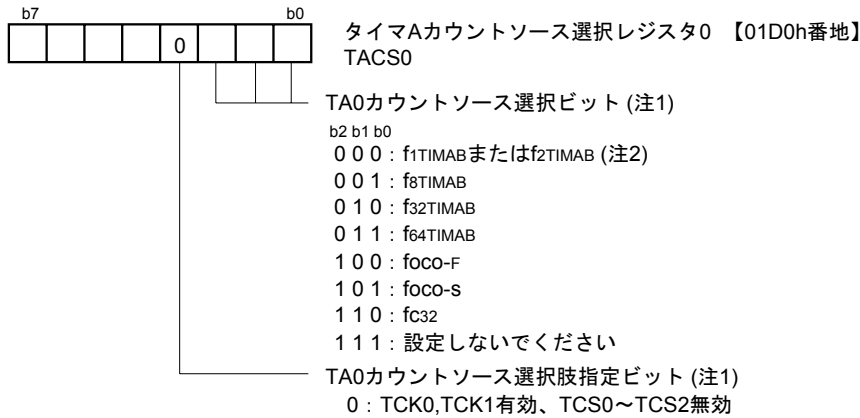 b7 b0
0
タイマAカウントソース選択レジスタ0 【01D0h番地】
TACS0
TA0カウントソース選択ビット (注1)
b2 b1 b0
0 0 0 : f1TIMABまたはf2TIMAB (注2)
0 0 1 : f8TIMAB
0 1 0 : f32TIMAB
0 1 1 : f64TIMAB
1 0 0 : foco-F
1 0 1 : foco-s
1 1 0 : fc32
1 1 1 : 設定しないでください
TA0カウントソース選択肢指定ビット (注1)
0 : TCK0,TCK1有効、TCS0～TCS2無効